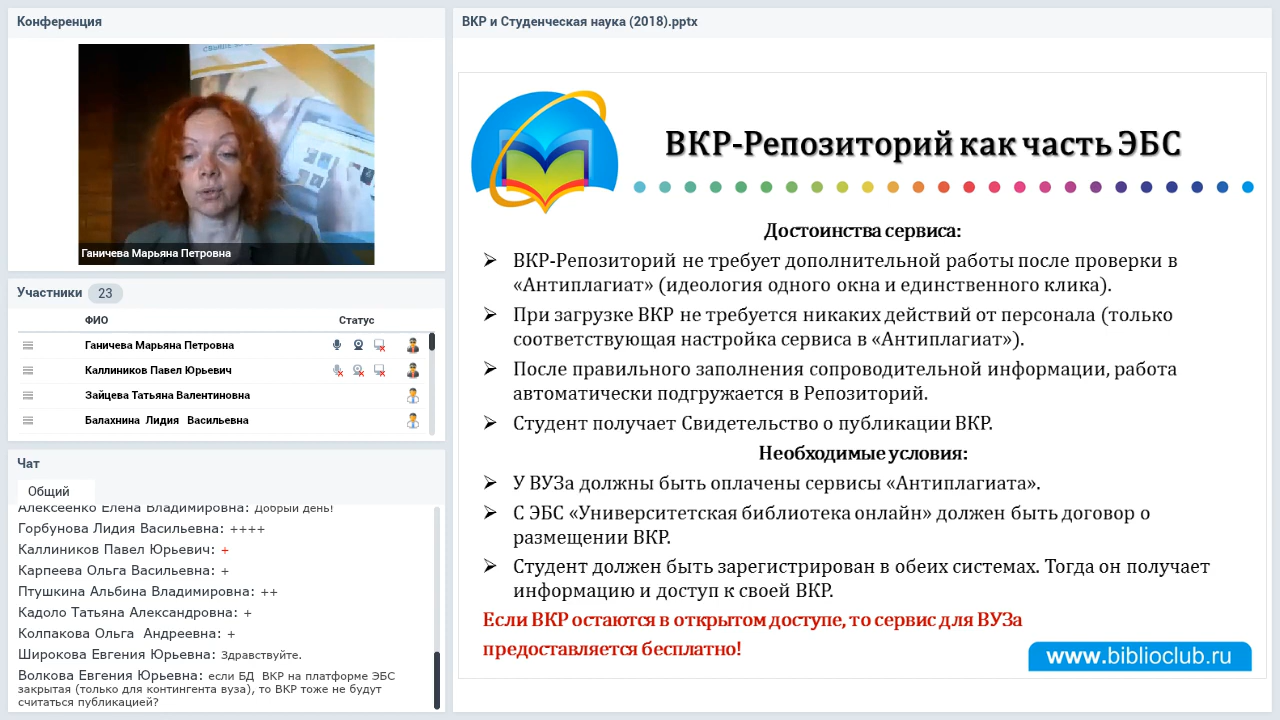 Конференция
Ганичева Марьяна Петровна
Участники 23
ФИО Статус
Ганичева Марьяна Петровна
Каллиников Павел Юрьевич
Зайцева Татьяна Валентиновна
Балахнина Лидия Васильевна
Чат
Общий
Алексеенко Елена Владимировна: Добрый день!
Горбунова Лидия Васильевна: ++++
Каллиников Павел Юрьевич: +
Карпеева Ольга Васильевна: +
Птушкина Альбина Владимировна: ++
Кадоло Татьяна Александровна: +
Колпакова Ольга Андреевна: +
Широкова Евгения Юрьевна: Здравствуйте.
Волкова Евгения Юрьевна: если БД ВКР на платформе ЭБС
закрытая (только для контингента вуза), то ВКР тоже не будут
считаться публикацией?
ВКР и Студенческая наука (2018).pptx
ВКР-Репозиторий как часть ЭБС
Достоинства сервиса:
ВКР-Репозиторий не требует дополнительной работы после проверки в
«Антиплагиат» (идеология одного окна и единственного клика).
При загрузке ВКР не требуется никаких действий от персонала (только
соответствующая настройка сервиса в «Антиплагиат»).
После правильного заполнения сопроводительной информации, работа
автоматически подгружается в Репозиторий.
Студент получает Свидетельство о публикации ВКР.
Необходимые условия:
У ВУЗа должны быть оплачены сервисы «Антиплагиата».
С ЭБС «Университетская библиотека онлайн» должен быть договор о
размещении ВКР.
Студент должен быть зарегистрирован в обеих системах. Тогда он получает
информацию и доступ к своей ВКР.
Если ВКР остаются в открытом доступе, то сервис для ВУЗа
предоставляется бесплатно!
www.biblioclub.ru